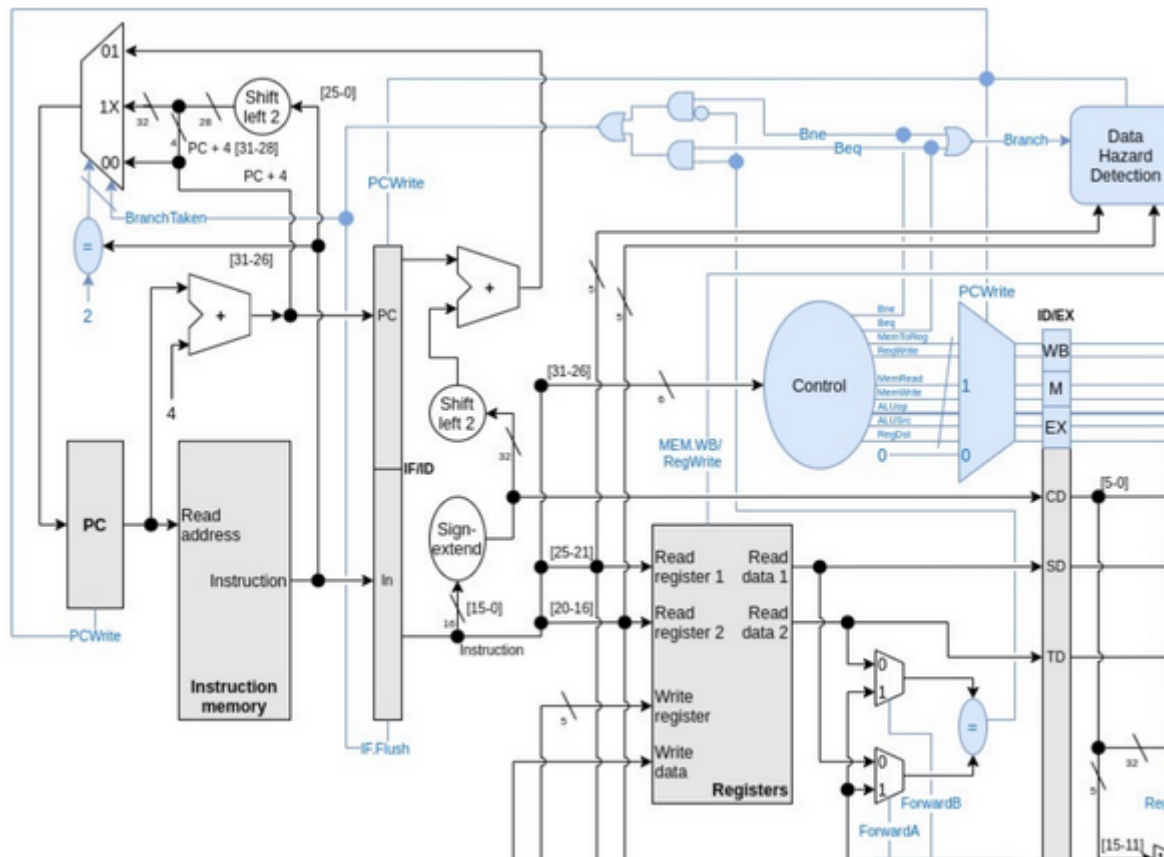 01
Shift
left 2
[25-0]
1X
32
28
4
PC + 4 [31-28]
00
PC + 4
BranchTaken
=
[31-26]
2
+
4
PC
Read
address
Instruction
Instruction
memory
PCWrite
PCWrite
PC
IF/ID
In
IF.Flush
+
Shift
left 2
32
Sign-
extend
16
[15-0]
Instruction
[31-26]
6
[25-21]
[20-16]
5
5
5
Bne
Beq
Branch
Data
Hazard
Detection
PCWrite
ID/EX
Control
Bne
Beq
MemToReg
RegWrite
MemRead
MemWrite
ALUop
ALUSrc
RegDst
0
1
0
WB
M
EX
MEM.WB/
RegWrite
CD
[5-0]
Read
register 1
Read
data 1
SD
Read
register 2
Read
data 2
TD
Write
register
Write
data
Registers
0
1
=
0
1
ForwardB
ForwardA
32
5
[15-11]